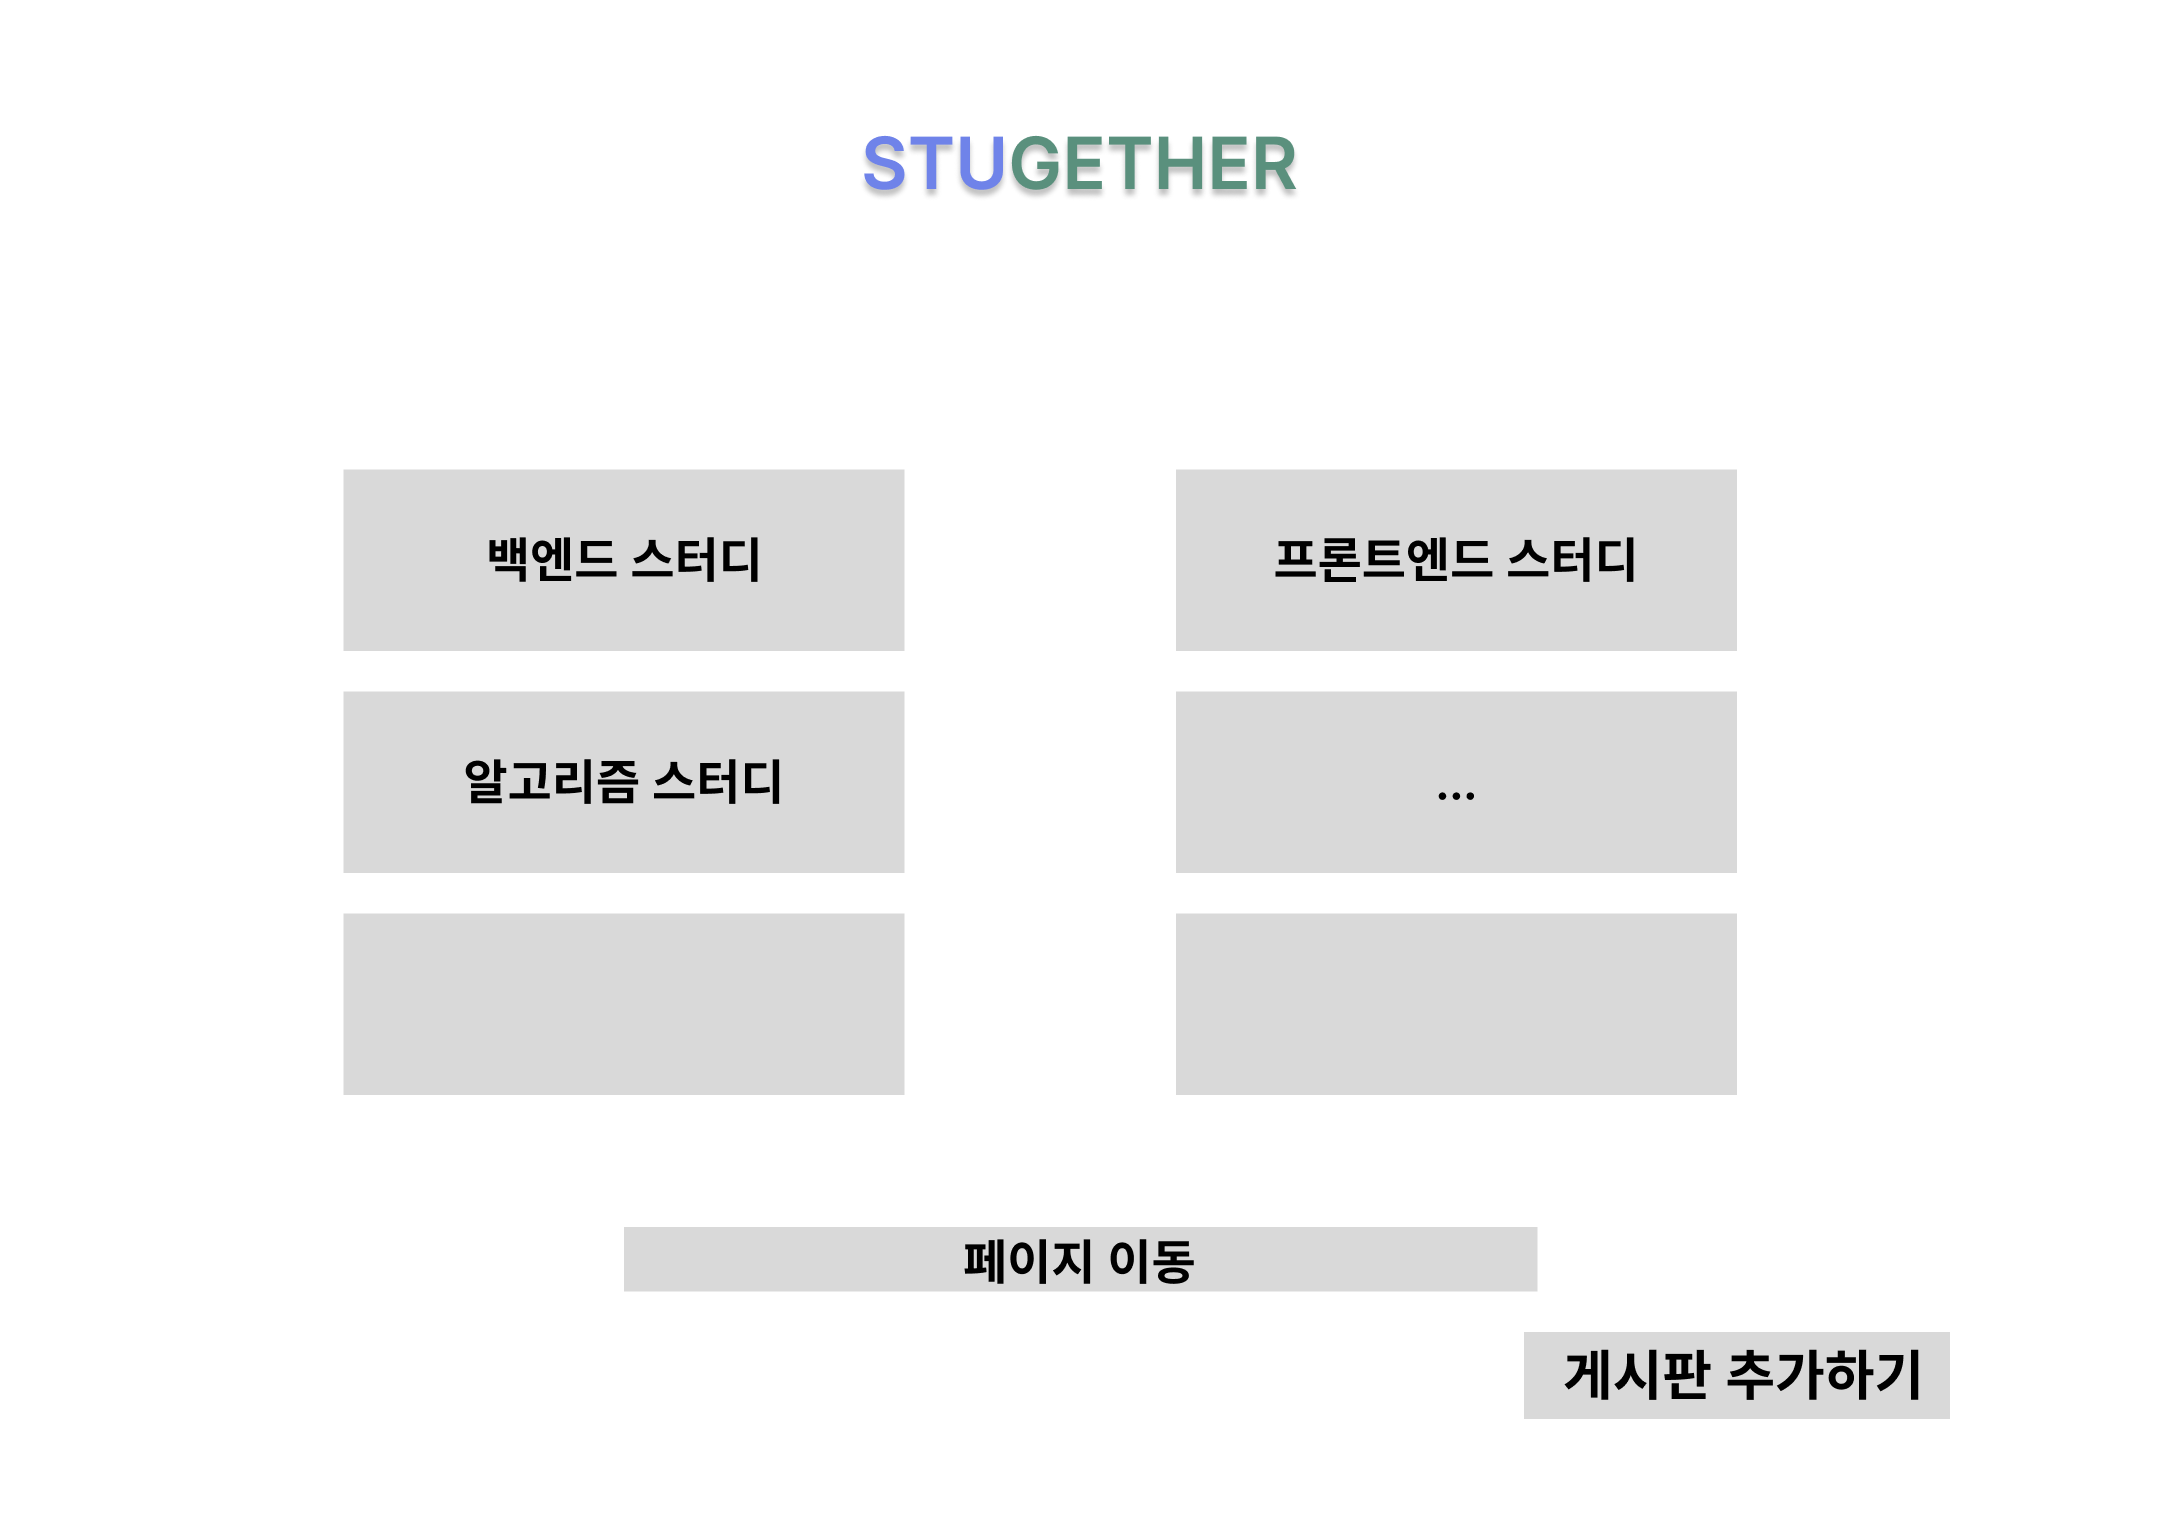 STUGETHER
백엔드 스터디
프론트엔드 스터디
알고리즘 스터디
...
페이지 이동
게시판 추가하기